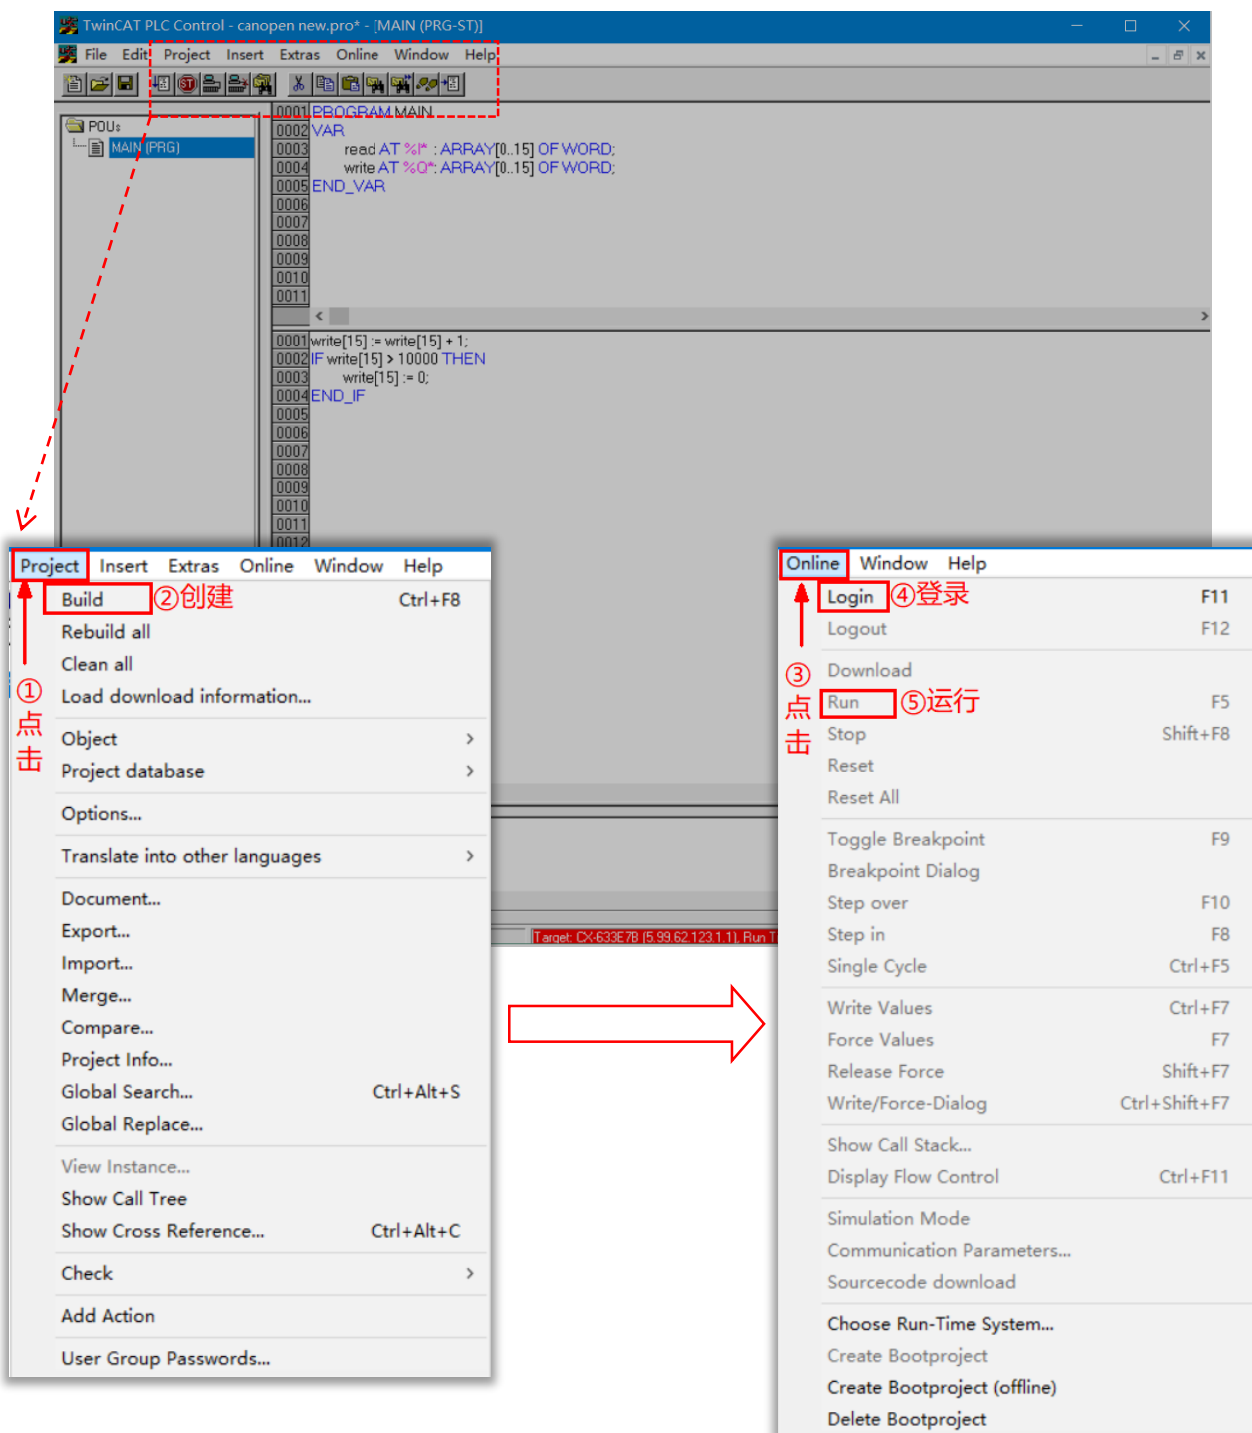 TwinCAT PLC Control - canopen new.pro* - [MAIN (PRG-ST)]
File Edit Project Insert Extras Online Window Help
POUs
MAIN (PRG)
0001 PROGRAM MAIN
0002 VAR
0003 read AT %I* : ARRAY[0..15] OF WORD;
0004 write AT %Q*: ARRAY[0..15] OF WORD;
0005 END_VAR
0006
0007
0008
0009
0010
0011
0001 write[15] := write[15] + 1;
0002 IF write[15] > 10000 THEN
0003 write[15] := 0;
0004 END_IF
0005
0006
0007
0008
0009
0010
0011
0012
Target: CX-633E7B (5.99.62.123.1.1), Run T
Project Insert Extras Online Window Help
Build ②创建 Ctrl+F8
Rebuild all
Clean all
Load download information...
①点击
Object
Project database
Options...
Translate into other languages
Document...
Export...
Import...
Merge...
Compare...
Project Info...
Global Search... Ctrl+Alt+S
Global Replace...
View Instance...
Show Call Tree
Show Cross Reference... Ctrl+Alt+C
Check
Add Action
User Group Passwords...
Online Window Help
Login ④登录 F11
Logout F12
③点击
Download
Run ⑤运行 F5
Stop Shift+F8
Reset
Reset All
Toggle Breakpoint F9
Breakpoint Dialog
Step over F10
Step in F8
Single Cycle Ctrl+F5
Write Values Ctrl+F7
Force Values F7
Release Force Shift+F7
Write/Force-Dialog Ctrl+Shift+F7
Show Call Stack...
Display Flow Control Ctrl+F11
Simulation Mode
Communication Parameters...
Sourcecode download
Choose Run-Time System...
Create Bootproject
Create Bootproject (offline)
Delete Bootproject